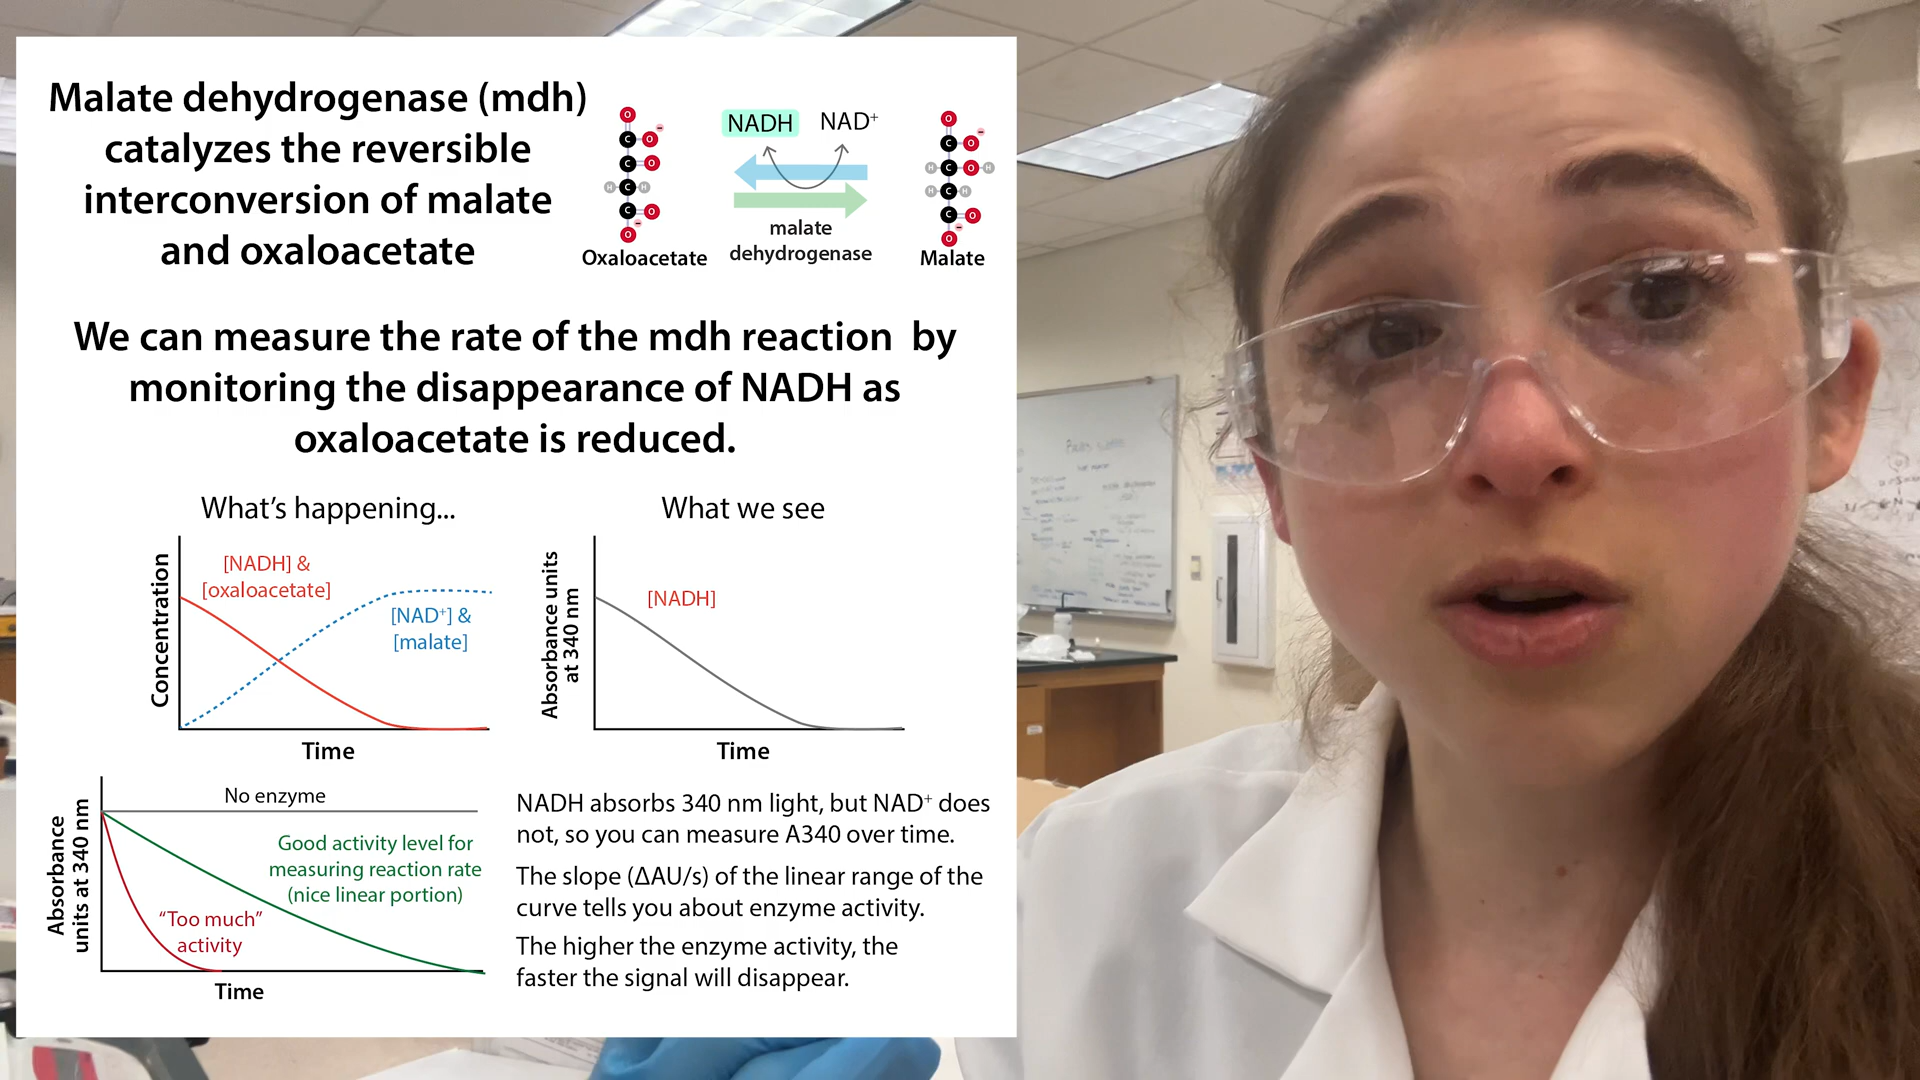 Malate dehydrogenase (mdh)
catalyzes the reversible
interconversion of malate
and oxaloacetate
O
C O -
C O
H C H
C O
-
O
Oxaloacetate
NADH NAD⁺
malate
dehydrogenase
O
C O -
H C O H
H C H
C O
-
O
Malate
We can measure the rate of the mdh reaction by
monitoring the disappearance of NADH as
oxaloacetate is reduced.
What's happening...
Concentration
[NADH] &
[oxaloacetate]
[NAD⁺] &
[malate]
Time
What we see
Absorbance units
at 340 nm
[NADH]
Time
Absorbance
units at 340 nm
No enzyme
Good activity level for
measuring reaction rate
(nice linear portion)
"Too much"
activity
Time
NADH absorbs 340 nm light, but NAD⁺ does
not, so you can measure A340 over time.
The slope (ΔAU/s) of the linear range of the
curve tells you about enzyme activity.
The higher the enzyme activity, the
faster the signal will disappear.